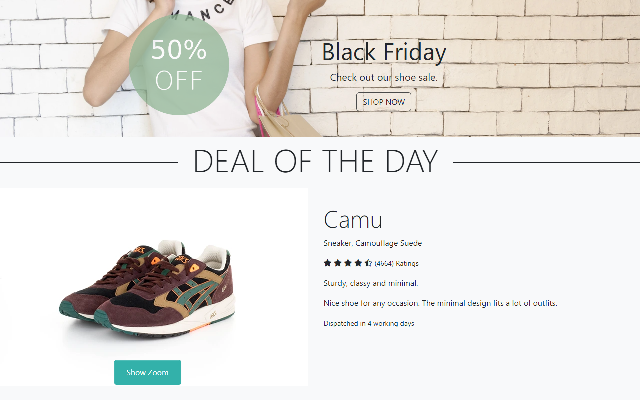 MANCE
50%
OFF
Black Friday
Check out our shoe sale.
SHOP NOW
DEAL OF THE DAY
Camu
Sneaker, Camouflage Suede
(4664) Ratings
Sturdy, classy and minimal.
Nice shoe for any occasion. The minimal design fits a lot of outfits.
Dispatched in 4 working days
Show Zoom